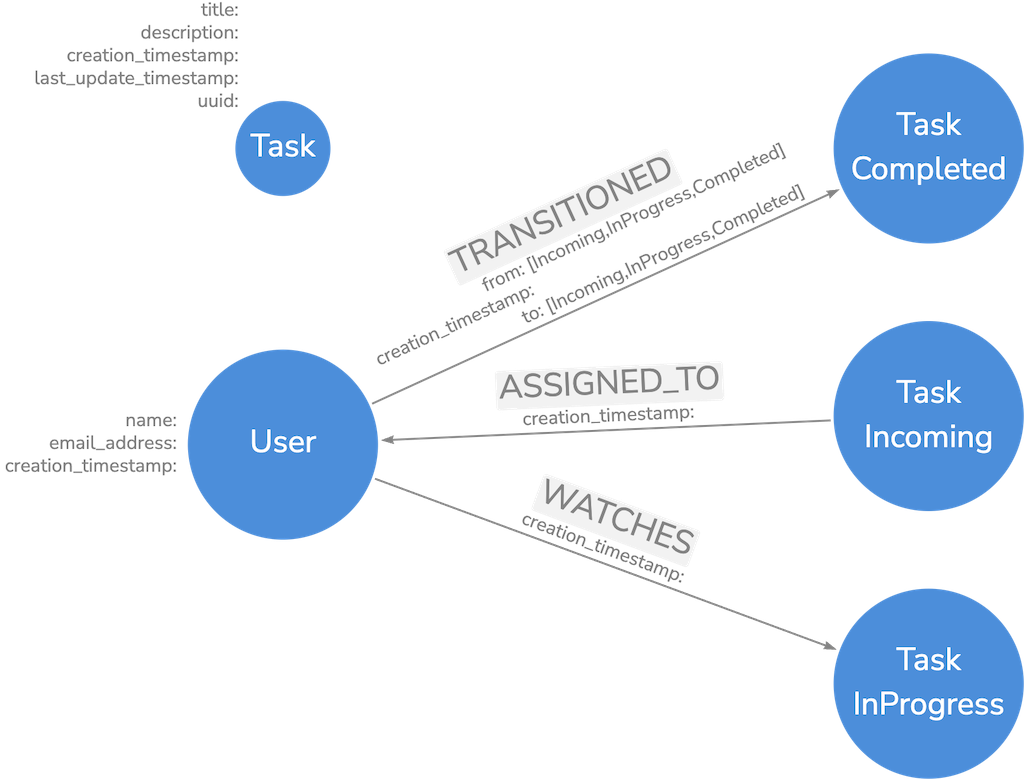 title:
description:
creation_timestamp:
last_update_timestamp:
uuid:
Task
Task
Completed
TRANSITIONED
from: [Incoming,InProgress,Completed]
creation_timestamp:
to: [Incoming,InProgress,Completed]
ASSIGNED_TO
creation_timestamp:
Task
Incoming
name:
email_address:
creation_timestamp:
User
WATCHES
creation_timestamp:
Task
InProgress